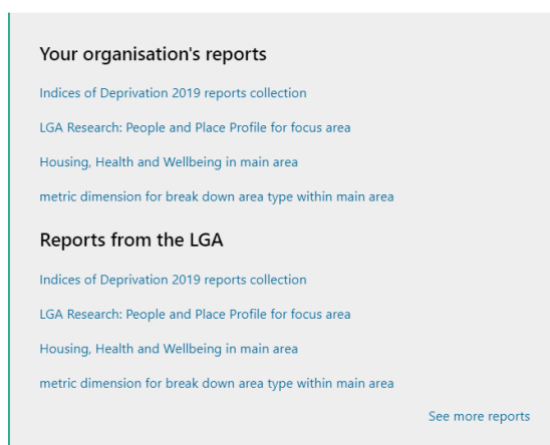 Your organisation's reports
Indices of Deprivation 2019 reports collection
LGA Research: People and Place Profile for focus area
Housing, Health and Wellbeing in main area
metric dimension for break down area type within main area
Reports from the LGA
Indices of Deprivation 2019 reports collection
LGA Research: People and Place Profile for focus area
Housing, Health and Wellbeing in main area
metric dimension for break down area type within main area
See more reports